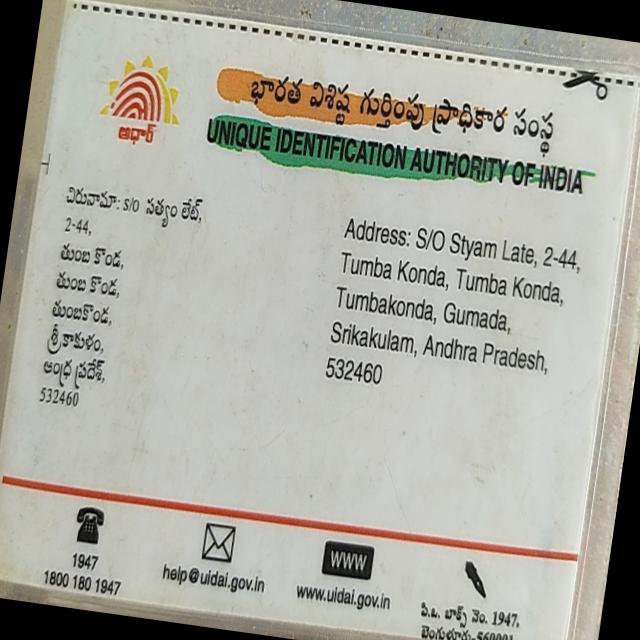 భారత విశిష్ట గుర్తింపు ప్రాధికార సంస్థ
ఆధార్
UNIQUE IDENTIFICATION AUTHORITY OF INDIA
చిరునామా: S/O సత్యం లేట్,
2-44,
తుంబ కొండ,
తుంబ కొండ,
తుంబకొండ,
శ్రీ కాకుళం,
ఆంధ్ర ప్రదేశ్,
532460
Address: S/O Styam Late, 2-44,
Tumba Konda, Tumba Konda,
Tumbakonda, Gumada,
Srikakulam, Andhra Pradesh,
532460
1947
1800 180 1947
help@uidai.gov.in
www
www.uidai.gov.in
పి.బి. బాక్స్ నెం. 1947,
బెంగుళూరు-56000